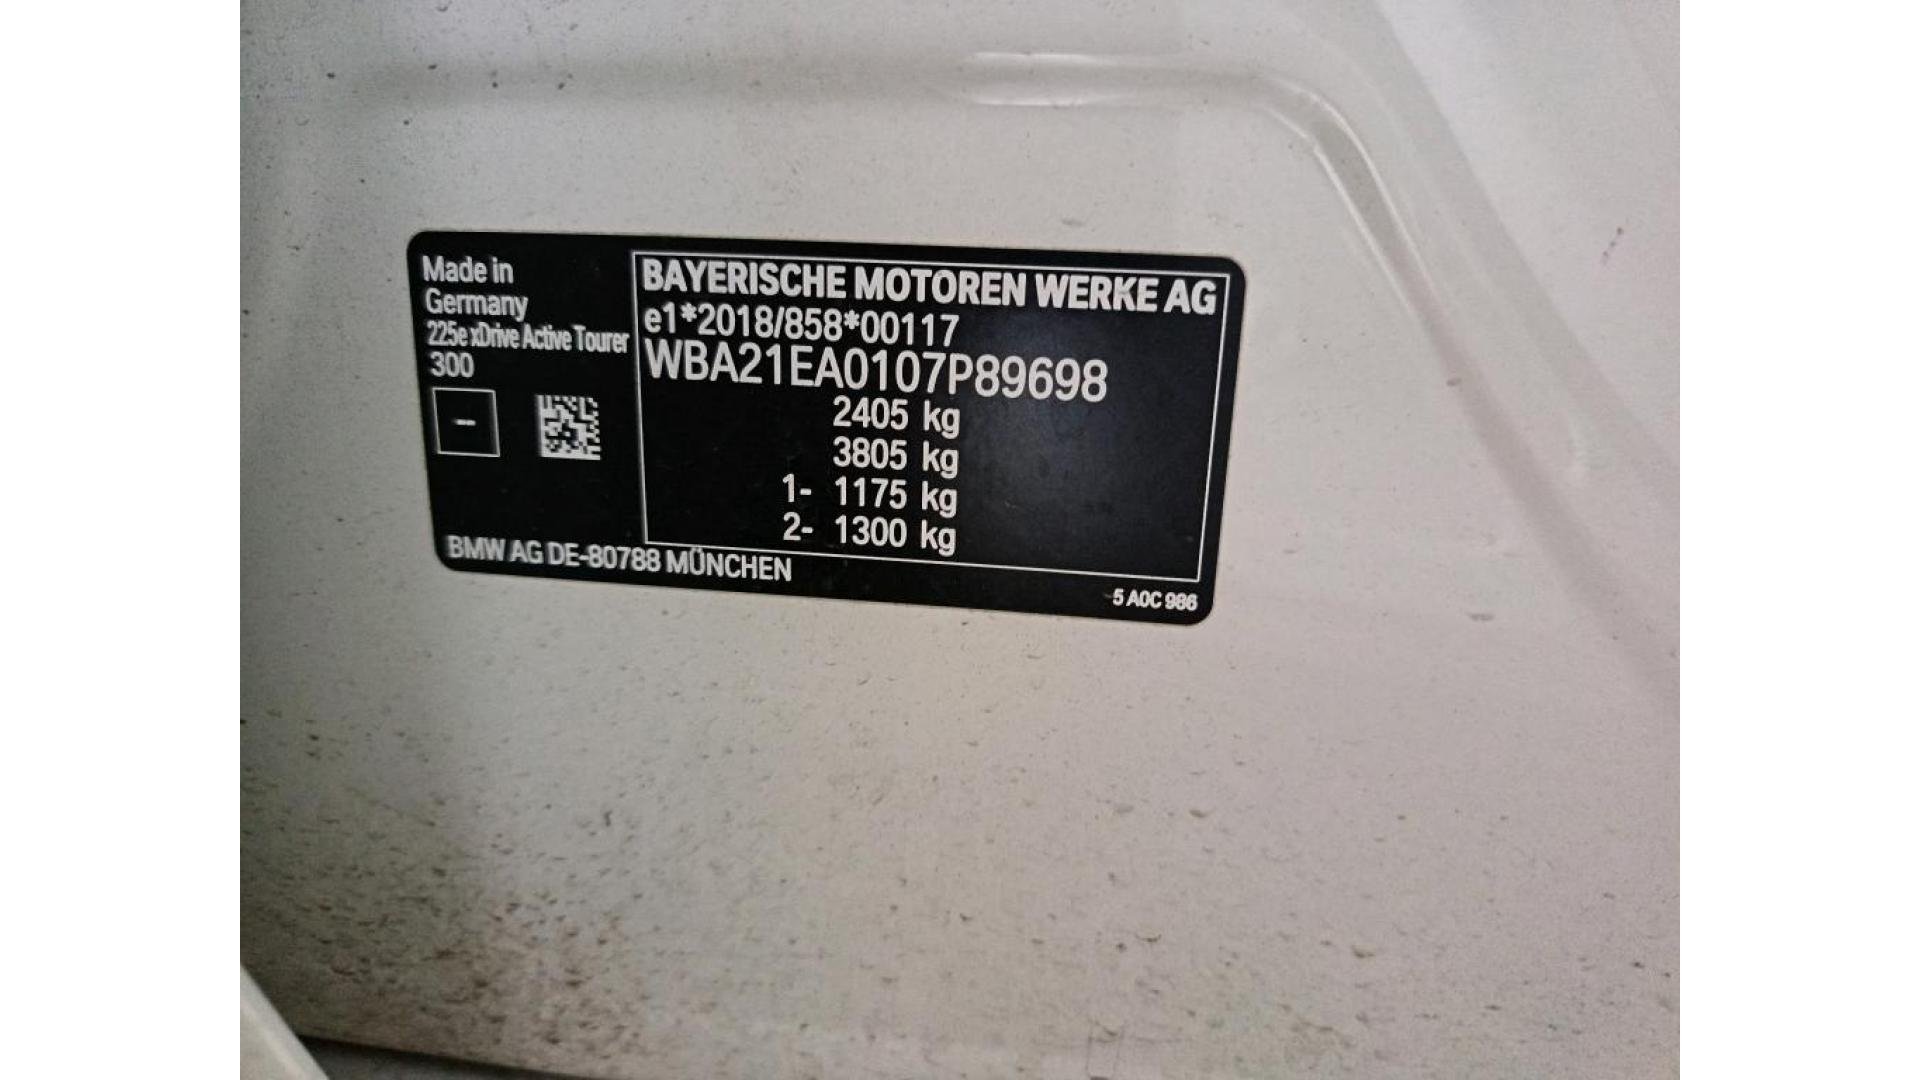 Made in
Germany
225e xDrive Active Tourer
300
--
BAYERISCHE MOTOREN WERKE AG
e1*2018/858*00117
WBA21EA0107P89698
2405 kg
3805 kg
1- 1175 kg
2- 1300 kg
BMW AG DE-80788 MÜNCHEN
5 A0C 986